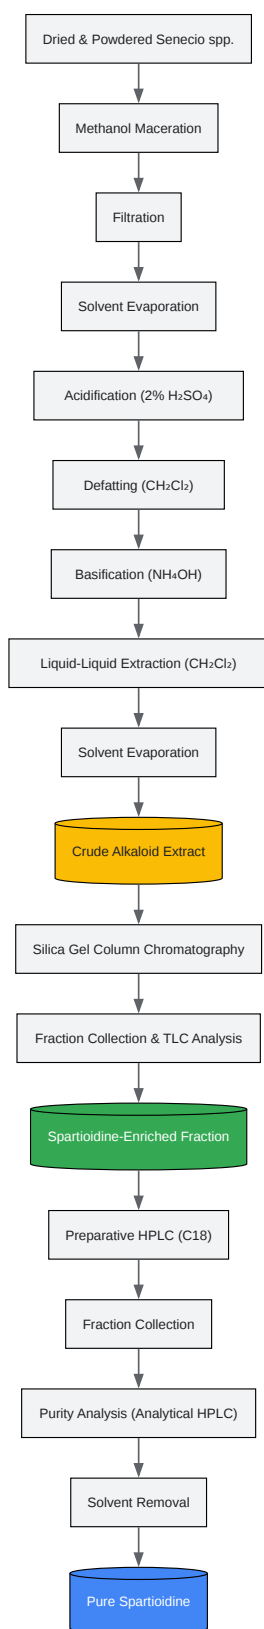 Dried & Powdered Senecio spp.
Methanol Maceration
Filtration
Solvent Evaporation
Acidification (2% H₂SO₄)
Defatting (CH₂Cl₂)
Basification (NH₄OH)
Liquid-Liquid Extraction (CH₂Cl₂)
Solvent Evaporation
Crude Alkaloid Extract
Silica Gel Column Chromatography
Fraction Collection & TLC Analysis
Spartioidine-Enriched Fraction
Preparative HPLC (C18)
Fraction Collection
Purity Analysis (Analytical HPLC)
Solvent Removal
Pure Spartioidine